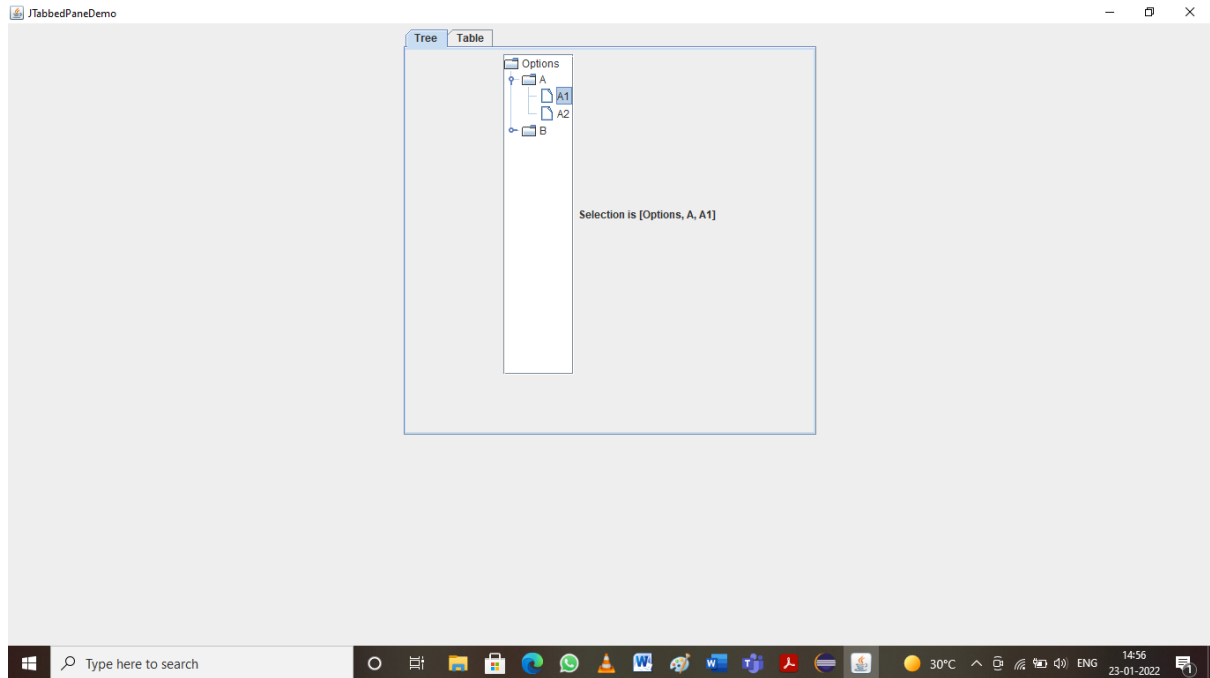 JTabbedPaneDemo
Tree Table
Options
A
A1
A2
B
Selection is [Options, A, A1]
Type here to search
30°C ENG 14:56
23-01-2022
1